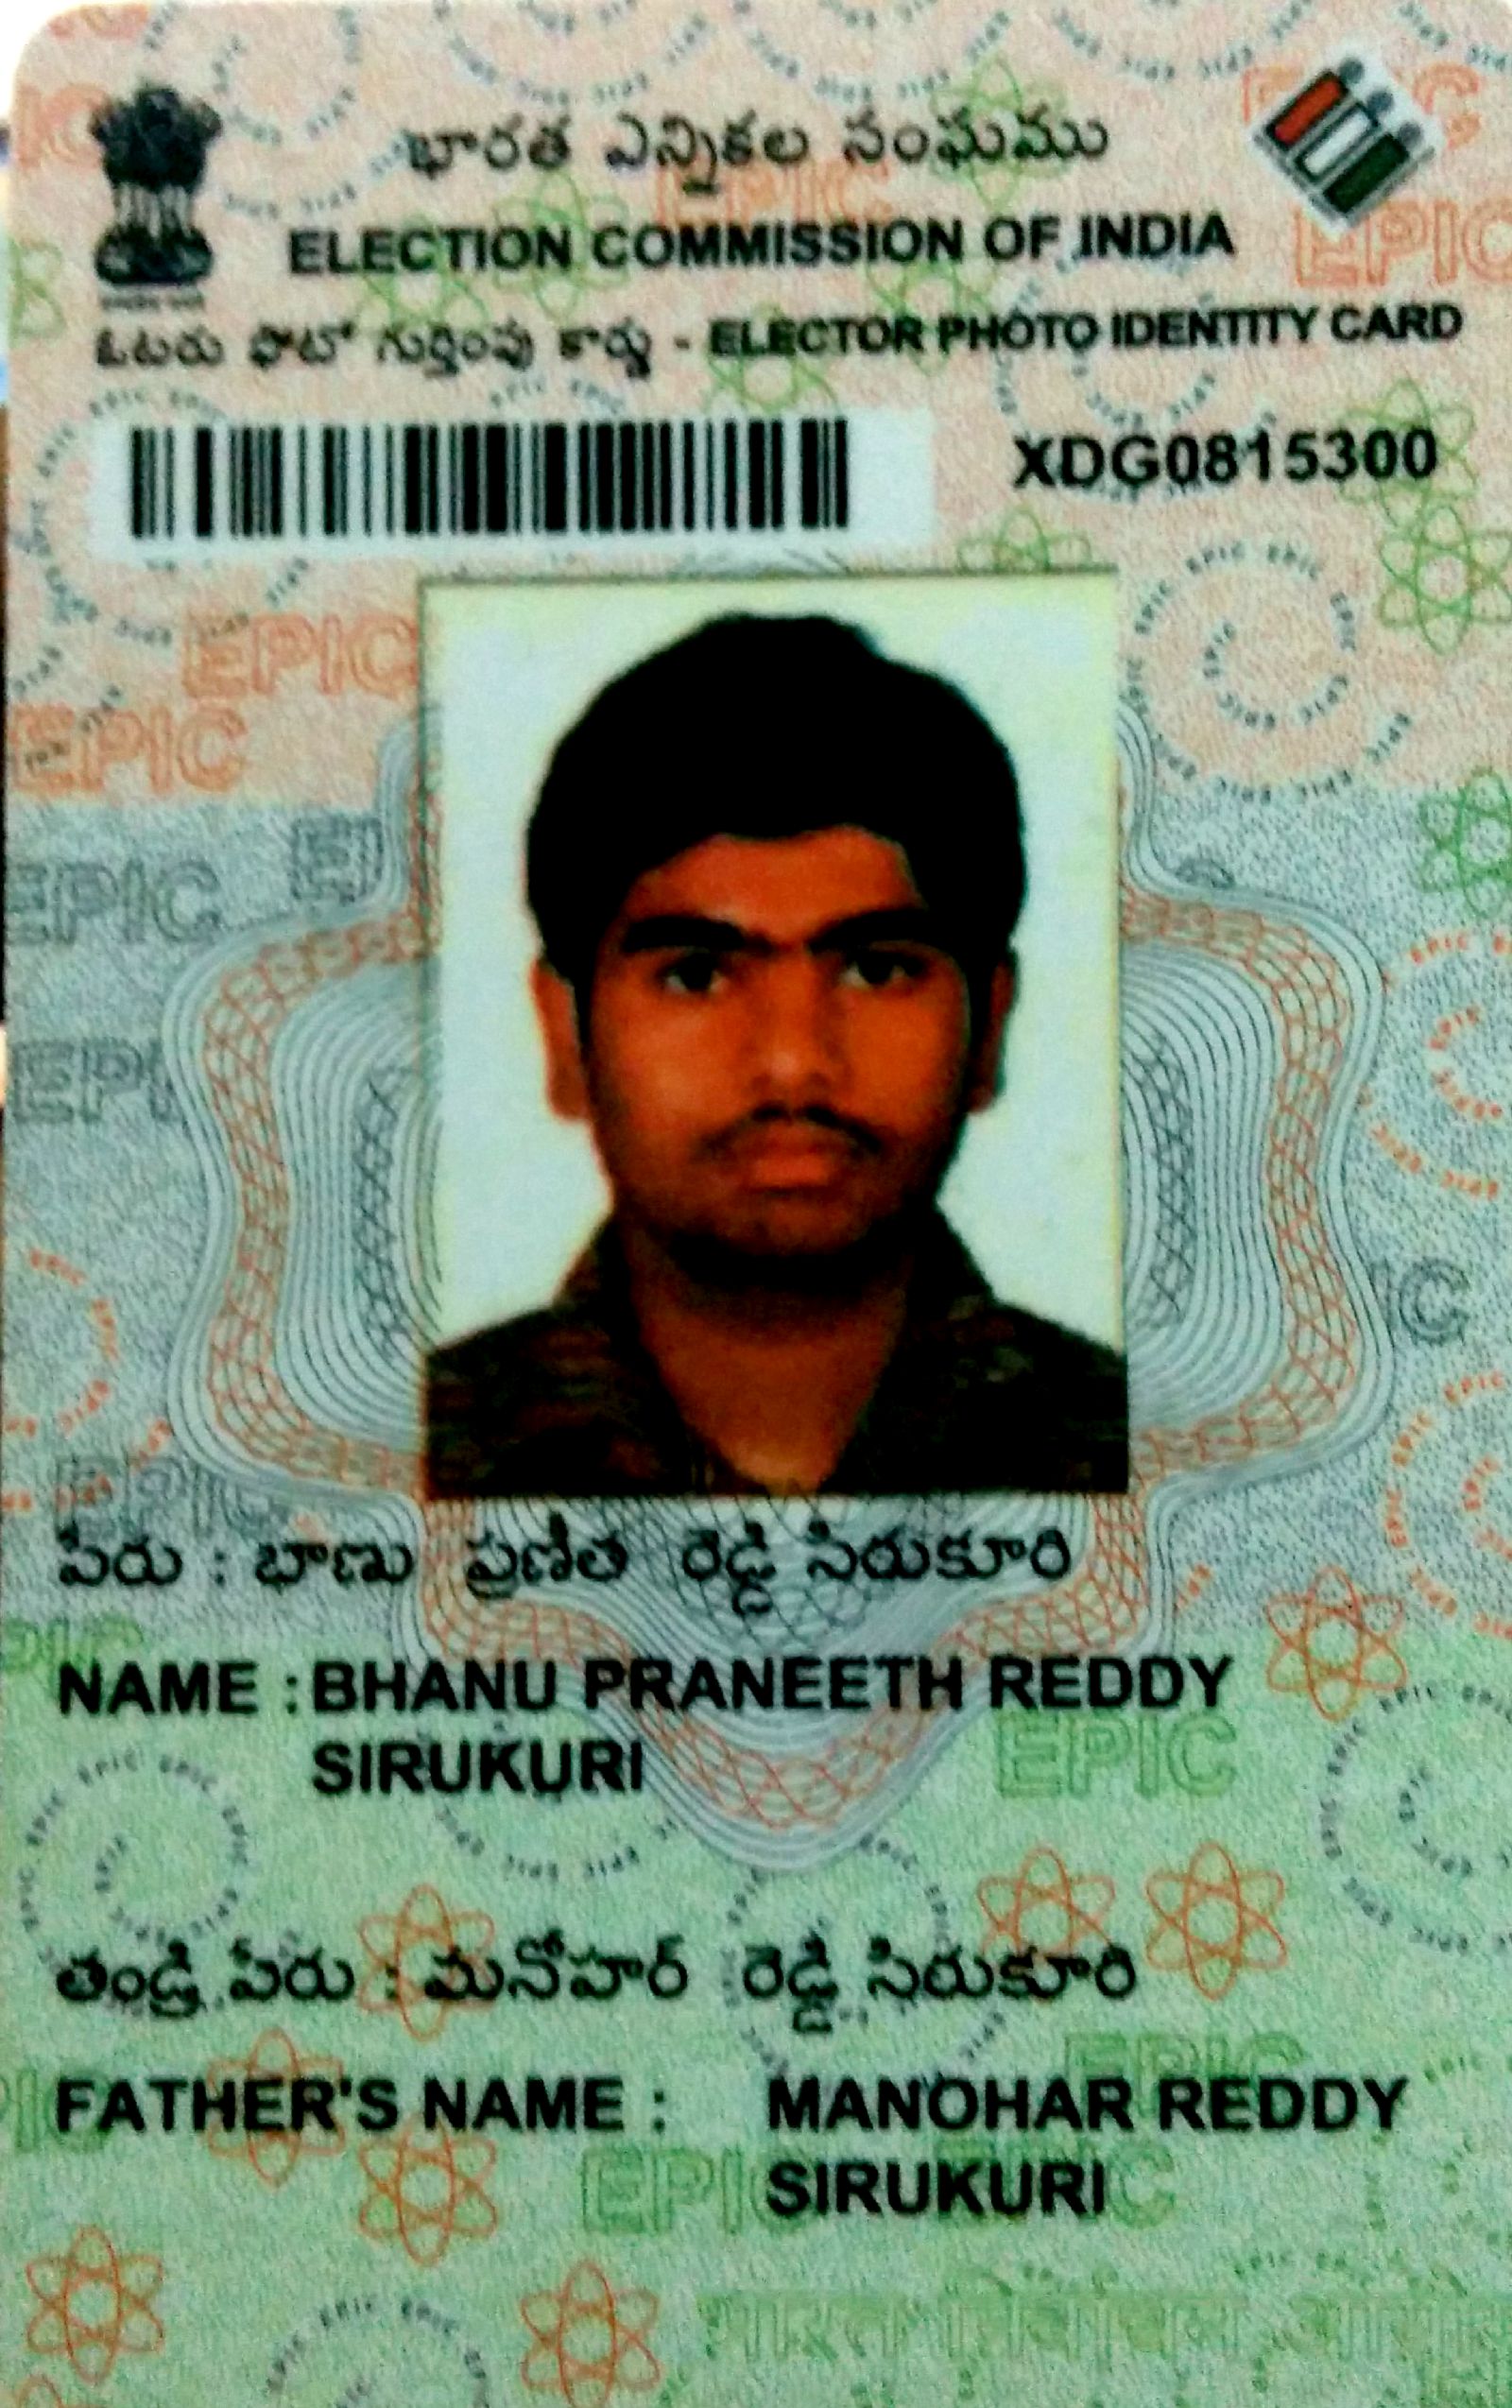 భారత ఎన్నికల సంఘము
ELECTION COMMISSION OF INDIA
ఓటరు ఫొటో గుర్తింపు కార్డు - ELECTOR PHOTO IDENTITY CARD
XDG0815300
పేరు : భాణు ప్రణీత రెడ్డి సిరుకూరి
NAME : BHANU PRANEETH REDDY
SIRUKURI
తండ్రి పేరు : మనోహర్ రెడ్డి సిరుకూరి
FATHER'S NAME : MANOHAR REDDY
SIRUKURI